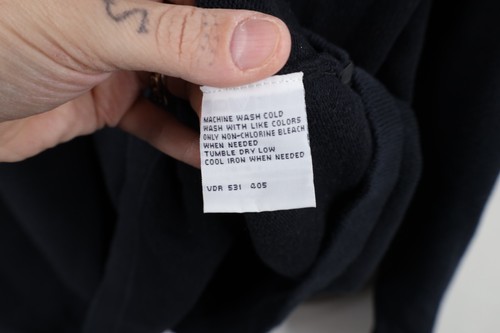 MACHINE WASH COLD
WASH WITH LIKE COLORS
ONLY NON-CHLORINE BLEACH
WHEN NEEDED
TUMBLE DRY LOW
COOL IRON WHEN NEEDED
VDR 531 405